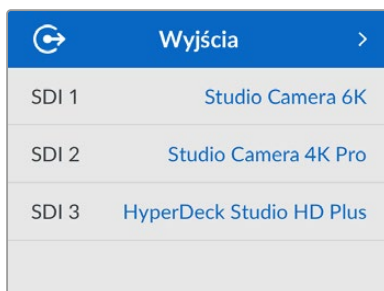 Wyjścia
SDI 1 Studio Camera 6K
SDI 2 Studio Camera 4K Pro
SDI 3 HyperDeck Studio HD Plus